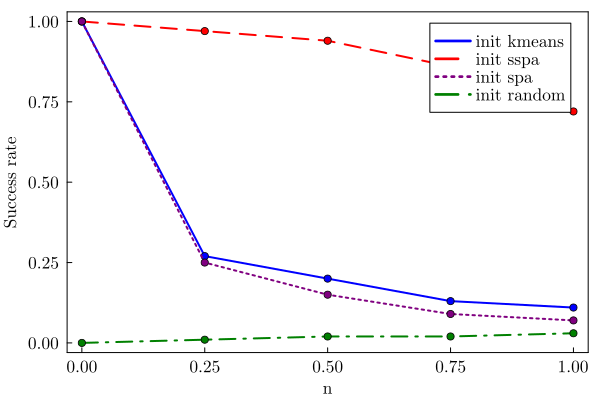 1.00
0.75
0.50
0.25
0.00
Success rate
init kmeans
init sspa
init spa
init random
0.00 0.25 0.50 0.75 1.00
n